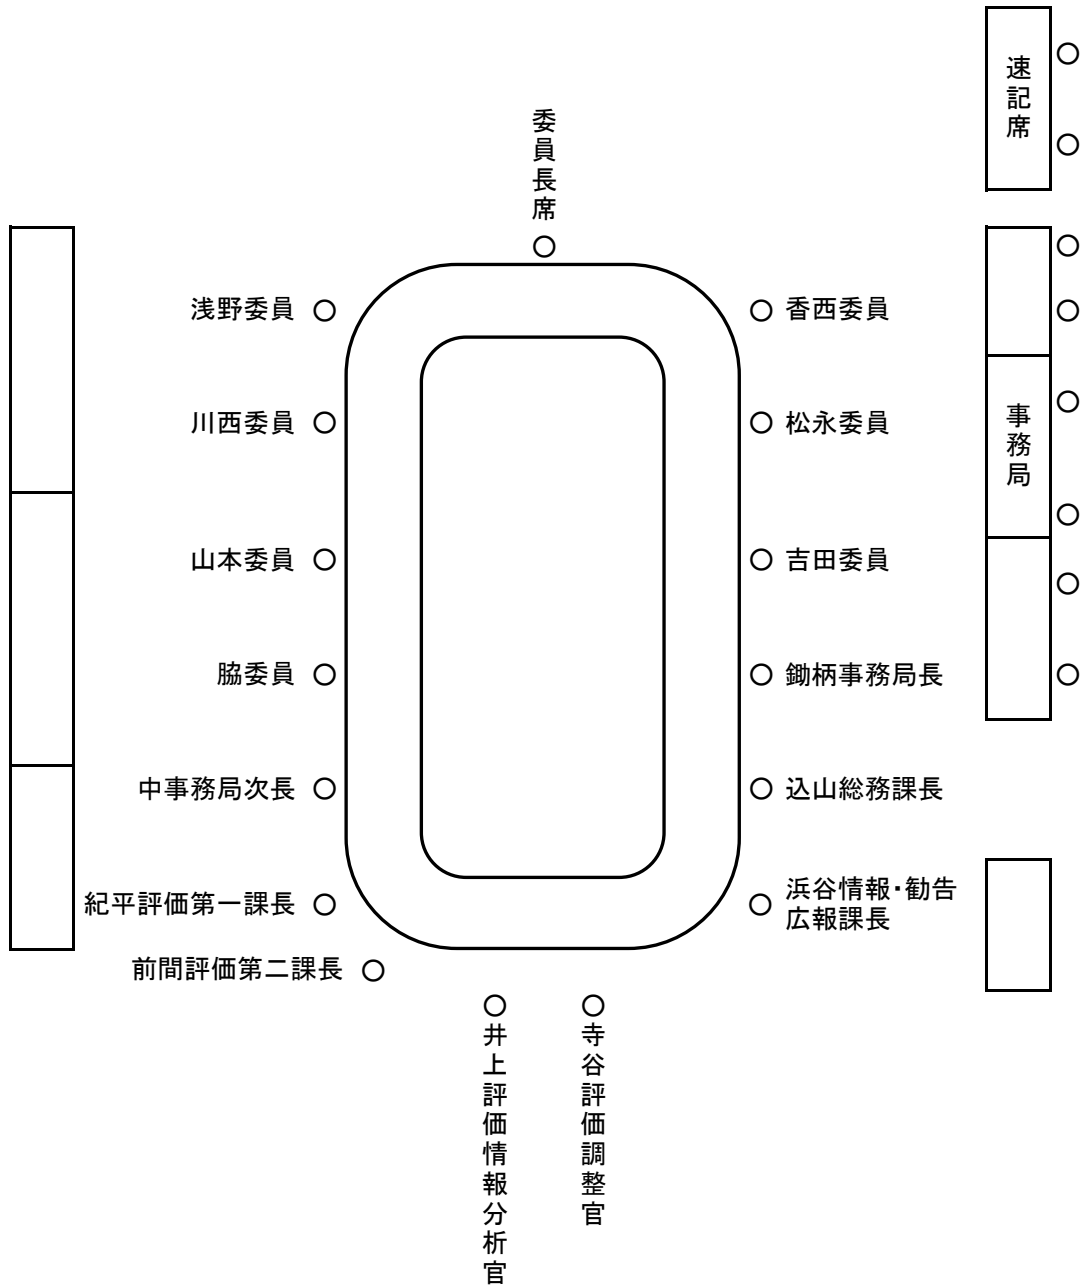 速記席
委員長席
浅野委員
香西委員
川西委員
松永委員
事務局
山本委員
吉田委員
脇委員
鋤柄事務局長
中事務局次長
込山総務課長
紀平評価第一課長
浜谷情報・勧告
広報課長
前間評価第二課長
井上評価情報分析官
寺谷評価調整官